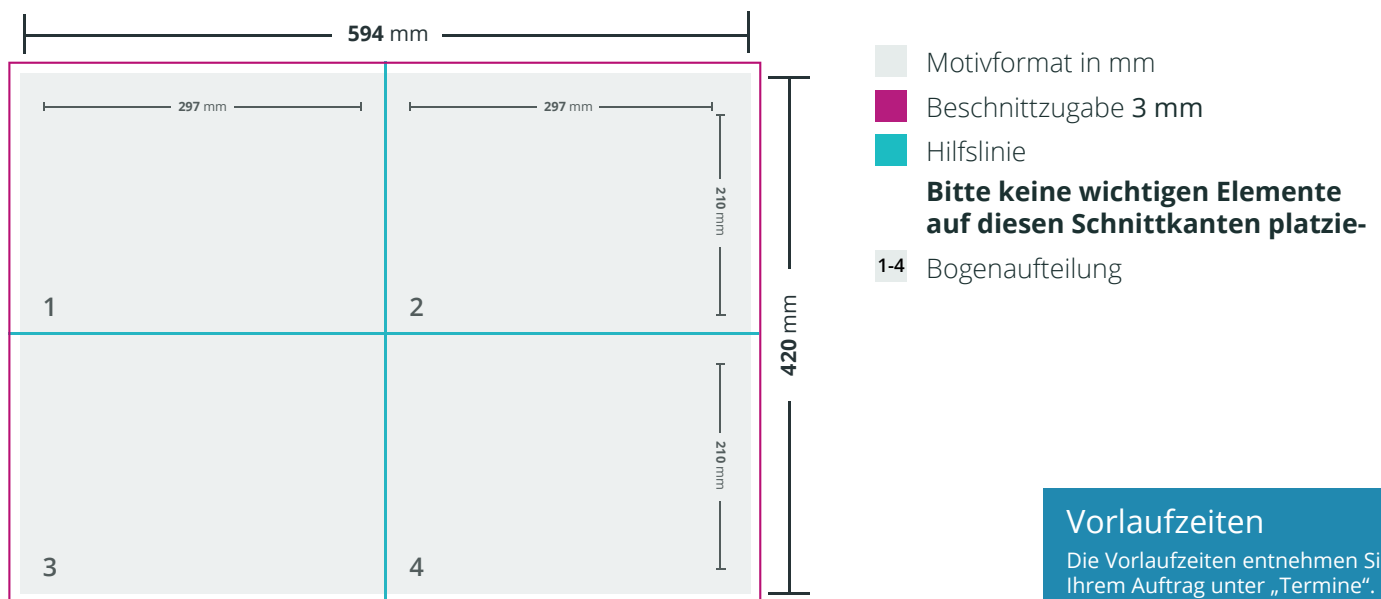 594 mm
297 mm
297 mm
210 mm
1
2
420 mm
210 mm
3
4
Motivformat in mm
Beschnittzugabe 3 mm
Hilfslinie
Bitte keine wichtigen Elemente
auf diesen Schnittkanten platzie-
1-4 Bogenaufteilung
Vorlaufzeiten
Die Vorlaufzeiten entnehmen Si
Ihrem Auftrag unter „Termine“.